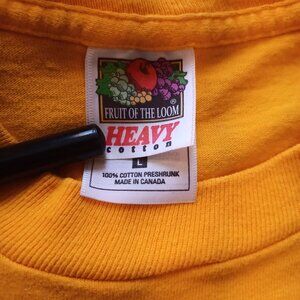 FRUIT OF THE LOOM ®
HEAVY
cotton
L
100% COTTON PRESHRUNK
MADE IN CANADA